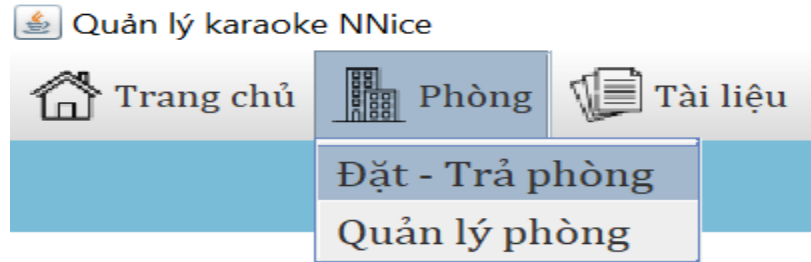 Quản lý karaoke NNice
Trang chủ Phòng Tài liệu
Đặt - Trả phòng
Quản lý phòng